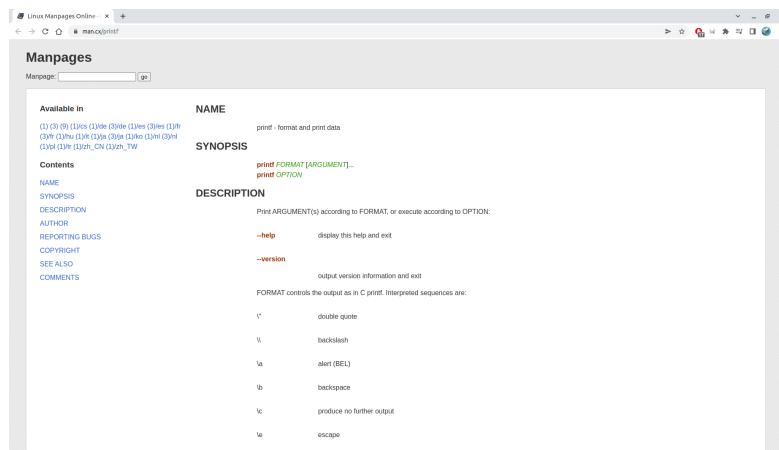 Linux Manpages Online
man.cx/printf
Manpages
Manpage:
go
Available in
(1) (3) (9) (1)/cs (1)/de (3)/de (1)/es (3)/es (1)/fr
(3)/fr (1)/hu (1)/it (1)/ja (3)/ja (1)/ko (1)/nl (3)/nl
(1)/pl (1)/tr (1)/zh_CN (1)/zh_TW
Contents
NAME
SYNOPSIS
DESCRIPTION
AUTHOR
REPORTING BUGS
COPYRIGHT
SEE ALSO
COMMENTS
NAME
printf - format and print data
SYNOPSIS
printf FORMAT [ARGUMENT]...
printf OPTION
DESCRIPTION
Print ARGUMENT(s) according to FORMAT, or execute according to OPTION:
--help display this help and exit
--version
output version information and exit
FORMAT controls the output as in C printf. Interpreted sequences are:
\" double quote
\\ backslash
\a alert (BEL)
\b backspace
\c produce no further output
\e escape